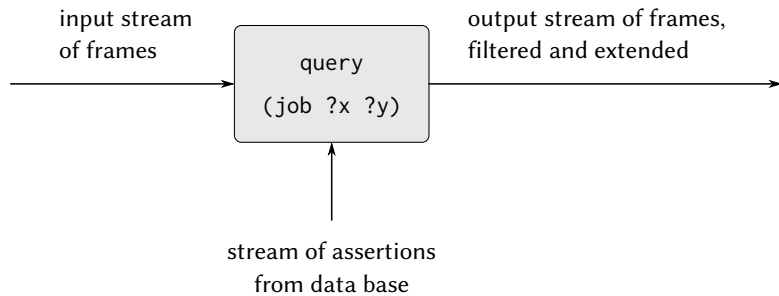 input stream
of frames
query
(job ?x ?y)
output stream of frames,
filtered and extended
stream of assertions
from data base